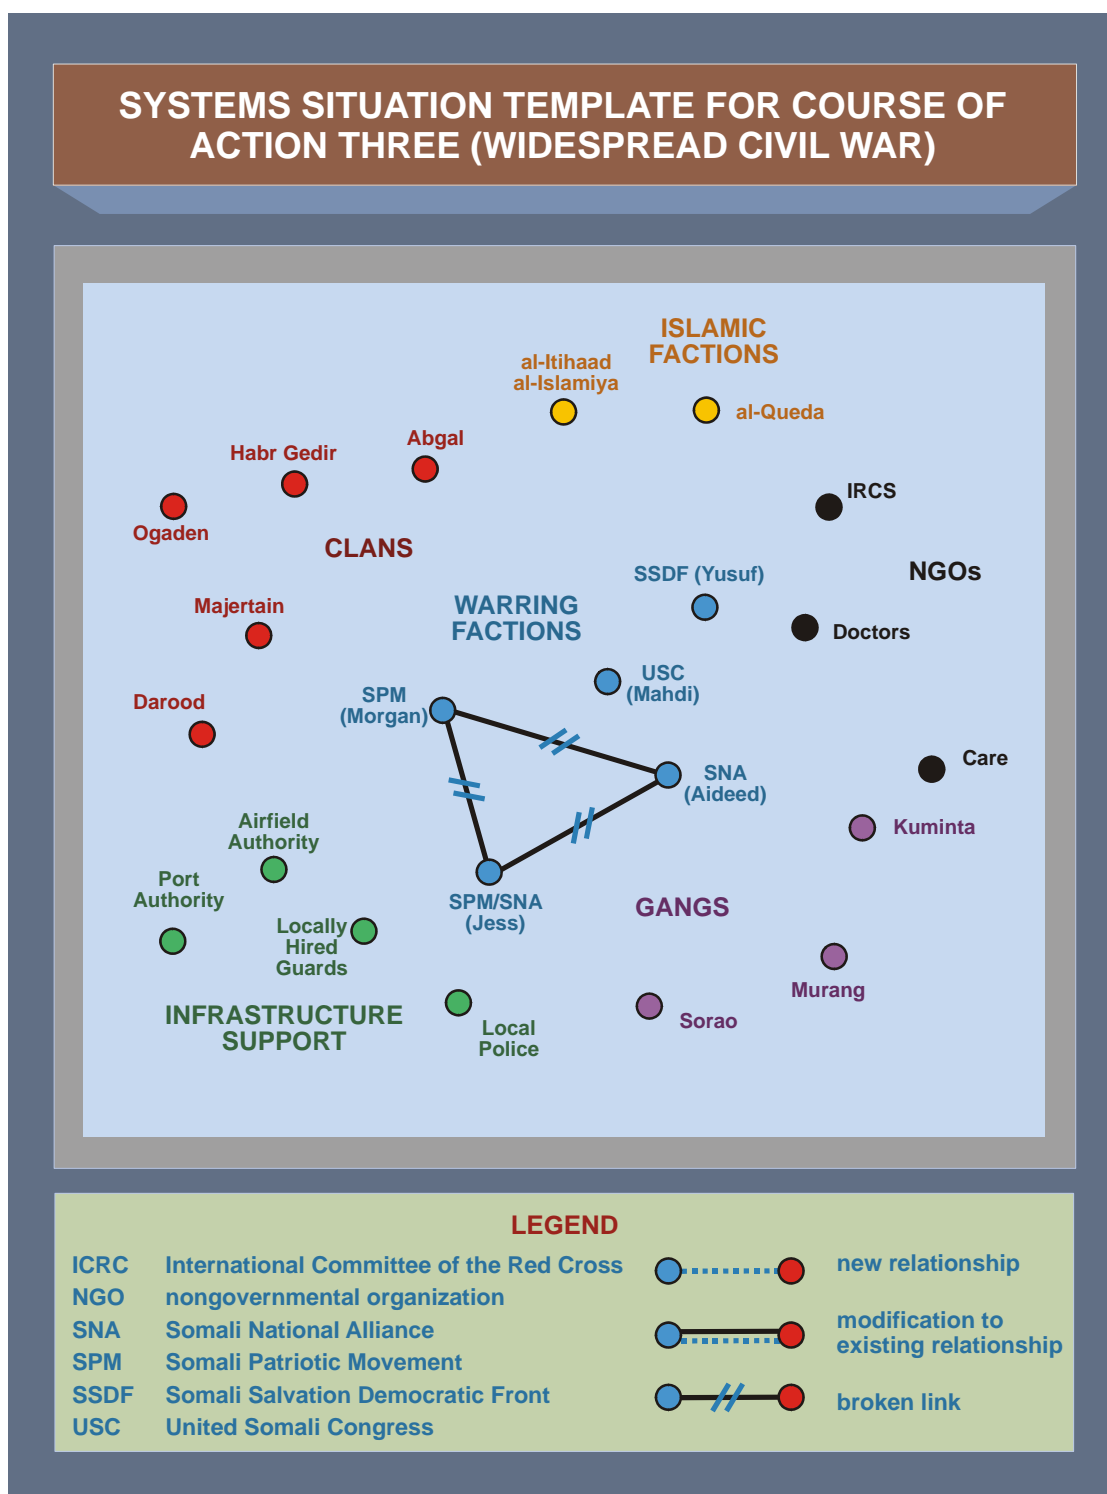 SYSTEMS SITUATION TEMPLATE FOR COURSE OF
ACTION THREE (WIDESPREAD CIVIL WAR)
ISLAMIC
FACTIONS
al-Itihaad
al-Islamiya
al-Queda
Abgal
Habr Gedir
Ogaden
IRCS
CLANS
NGOs
SSDF (Yusuf)
Majertain
WARRING
FACTIONS
Doctors
USC
(Mahdi)
SPM
(Morgan)
Darood
Care
SNA
(Aideed)
Airfield
Authority
Kuminta
Port
Authority
SPM/SNA
(Jess)
GANGS
Locally
Hired
Guards
Murang
INFRASTRUCTURE
SUPPORT
Sorao
Local
Police
LEGEND
ICRC International Committee of the Red Cross
NGO nongovernmental organization
SNA Somali National Alliance
SPM Somali Patriotic Movement
SSDF Somali Salvation Democratic Front
USC United Somali Congress
new relationship
modification to
existing relationship
broken link